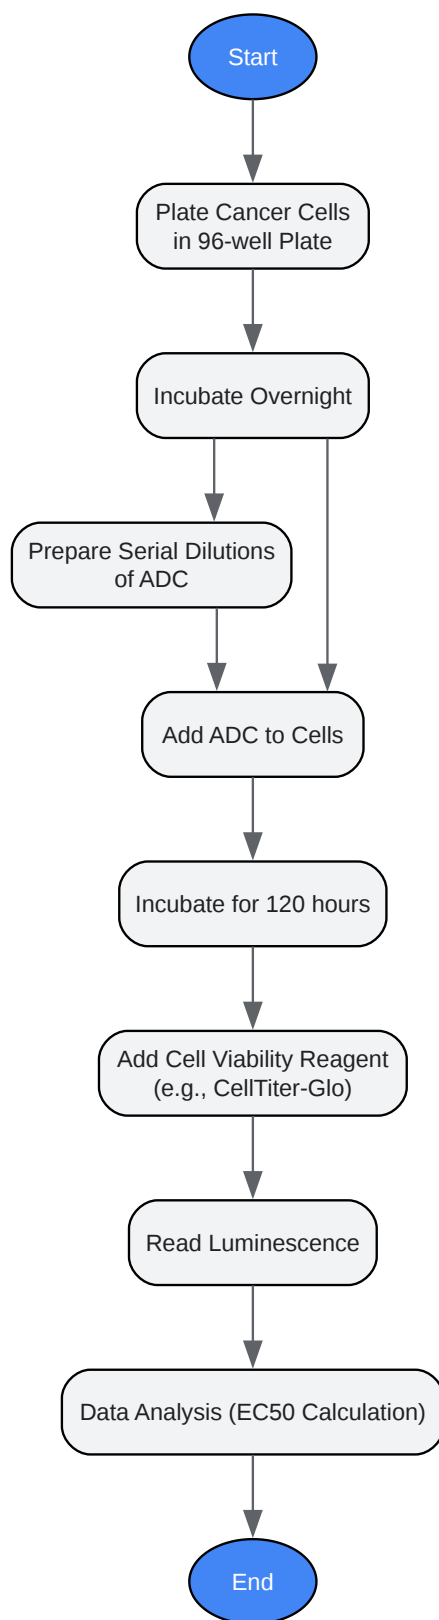 Start
Plate Cancer Cells
in 96-well Plate
Incubate Overnight
Prepare Serial Dilutions
of ADC
Add ADC to Cells
Incubate for 120 hours
Add Cell Viability Reagent
(e.g., CellTiter-Glo)
Read Luminescence
Data Analysis (EC50 Calculation)
End